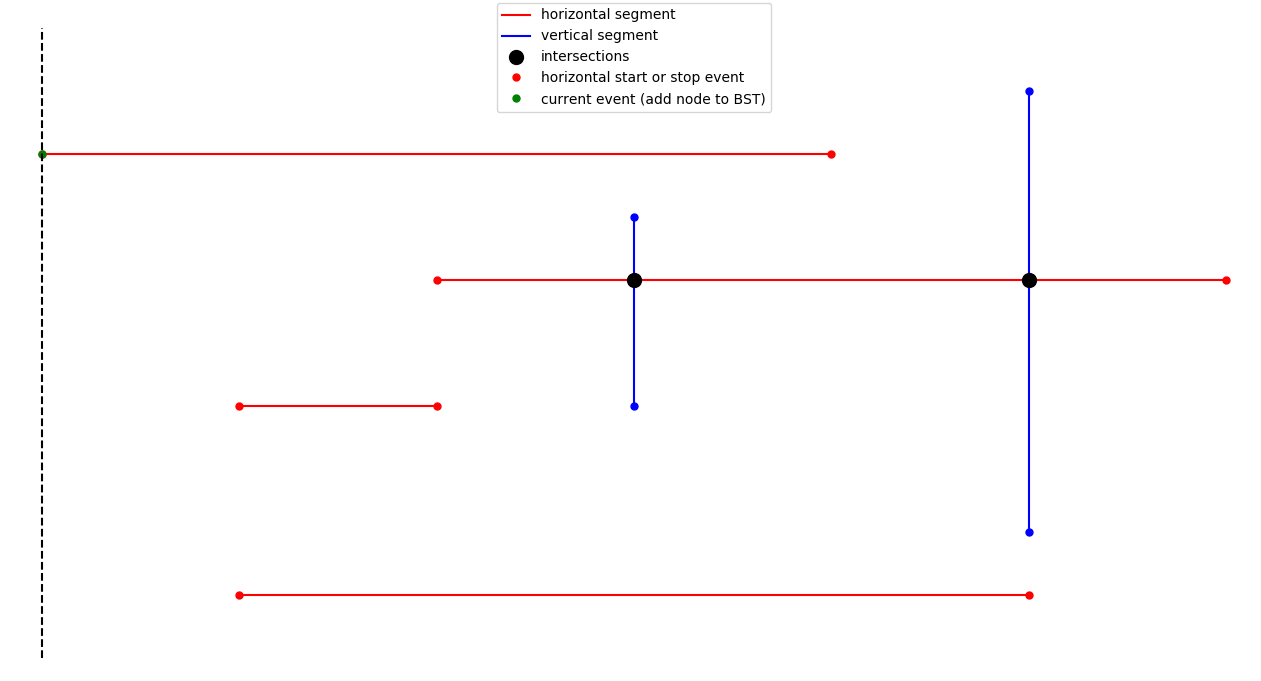 horizontal segment
vertical segment
intersections
horizontal start or stop event
current event (add node to BST)